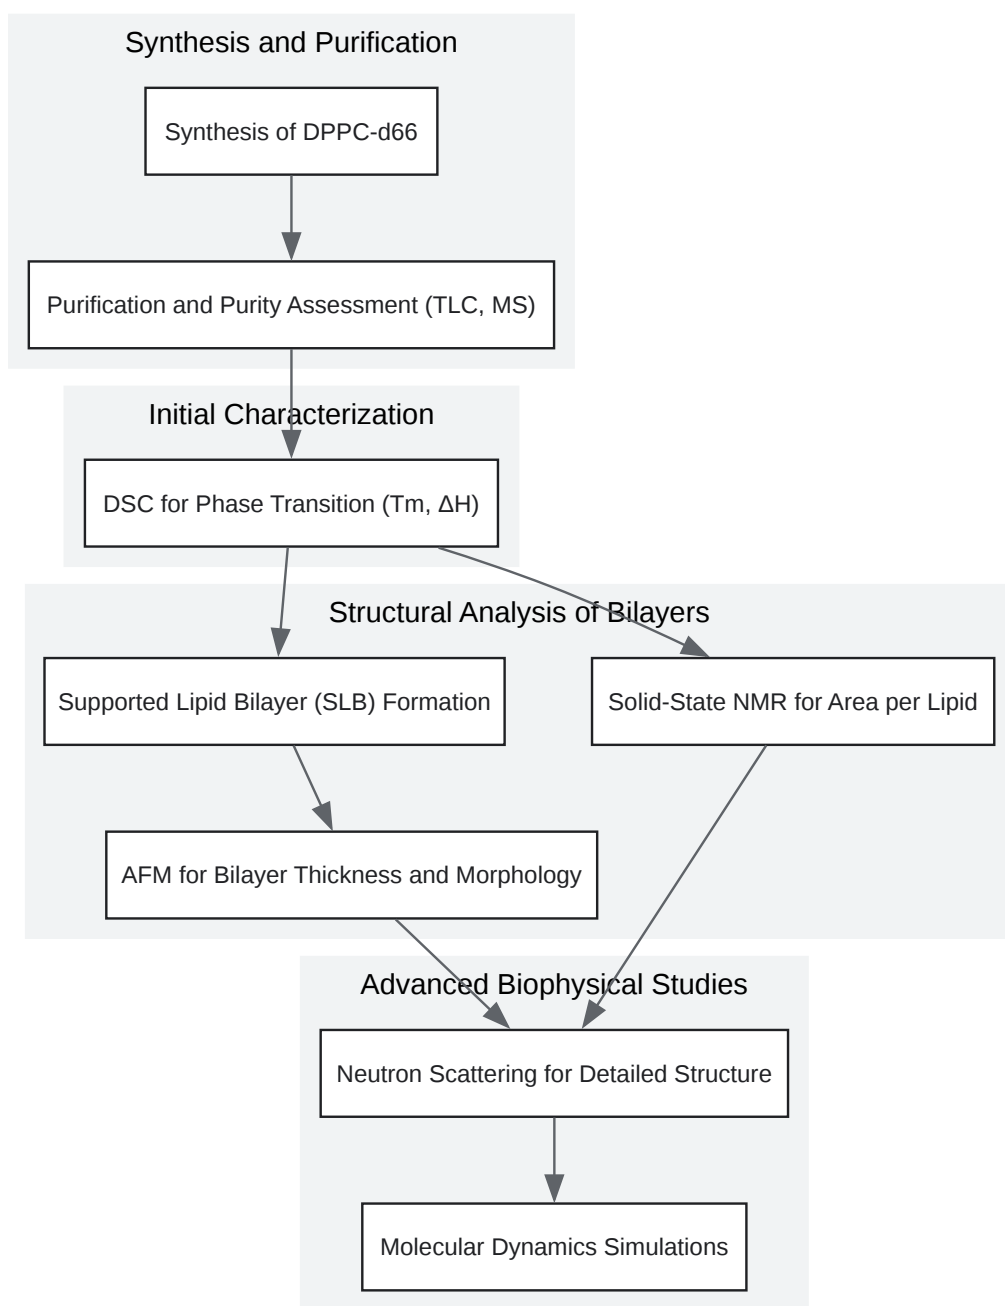 Synthesis and Purification
Synthesis of DPPC-d66
Purification and Purity Assessment (TLC, MS)
Initial Characterization
DSC for Phase Transition (Tm, ΔH)
Structural Analysis of Bilayers
Supported Lipid Bilayer (SLB) Formation
Solid-State NMR for Area per Lipid
AFM for Bilayer Thickness and Morphology
Advanced Biophysical Studies
Neutron Scattering for Detailed Structure
Molecular Dynamics Simulations